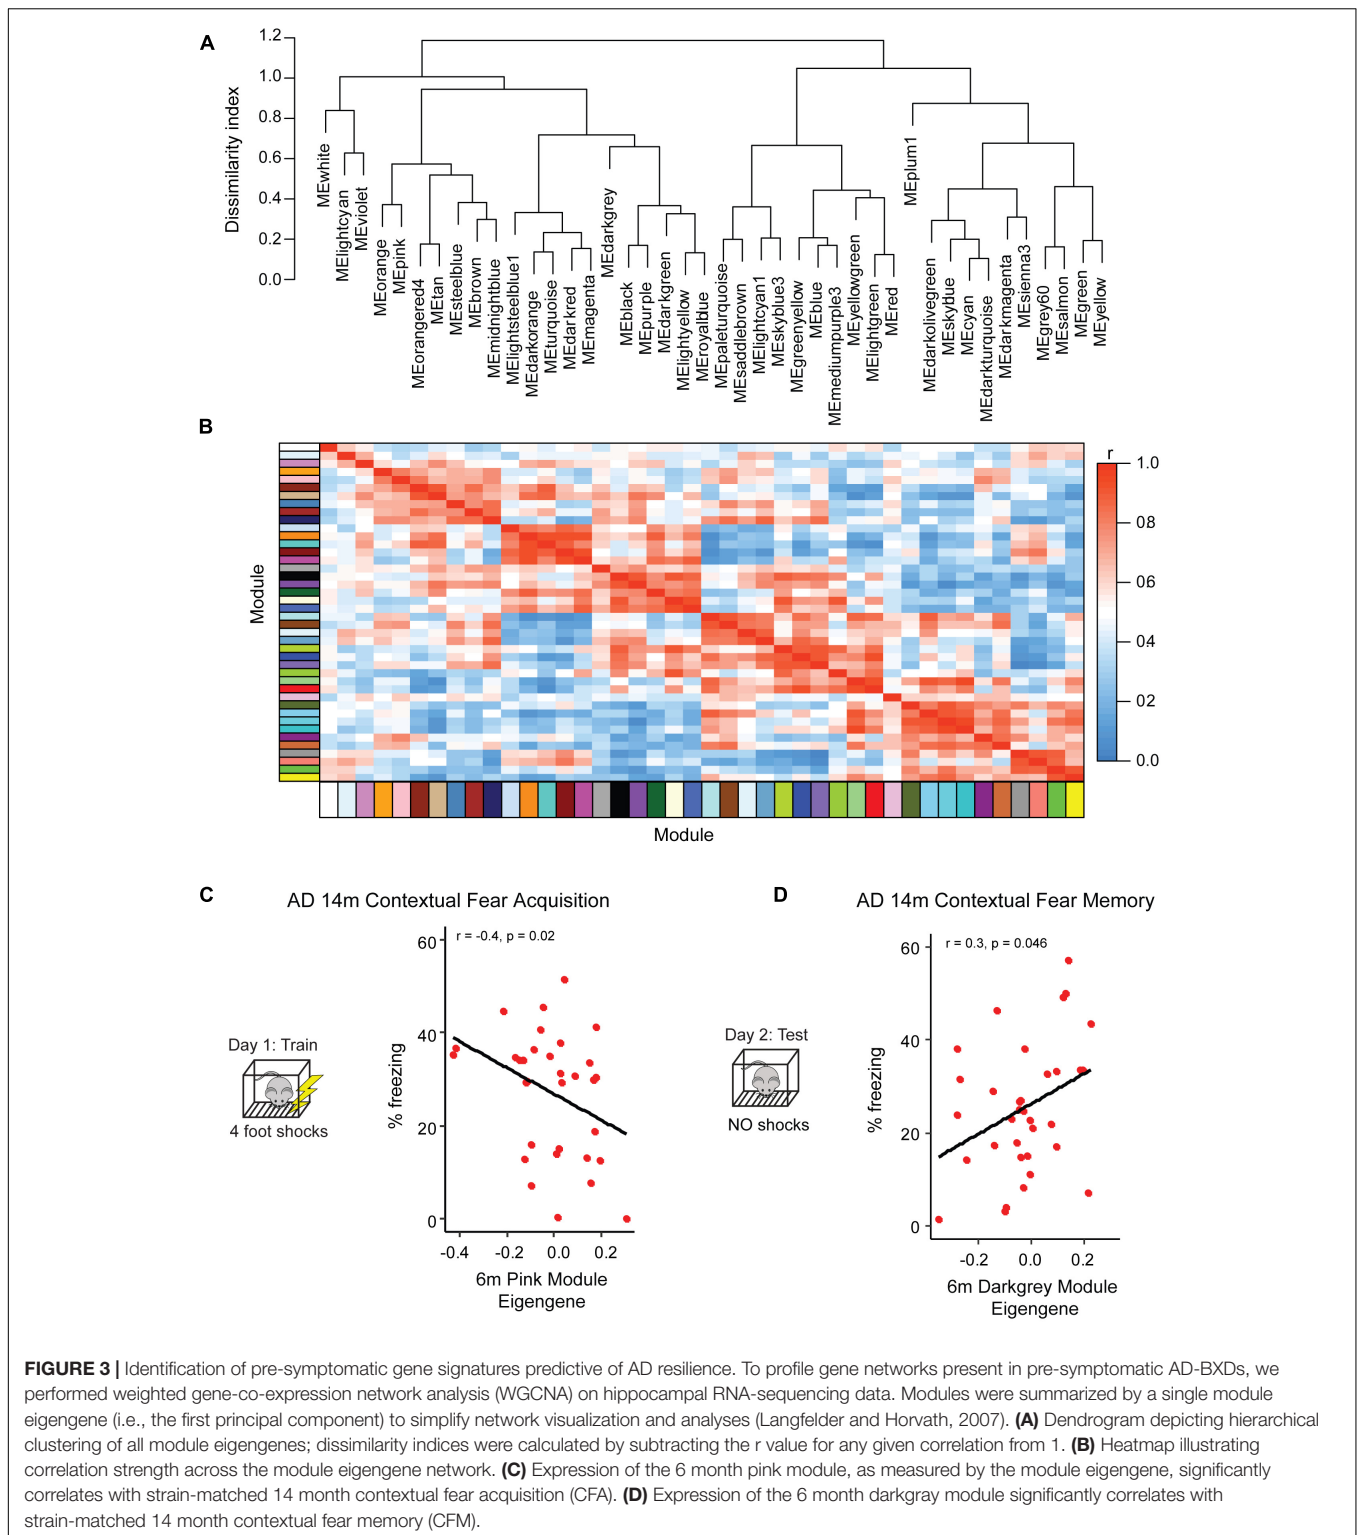 A
Dissimilarity index
1.2
1.0
0.8
0.6
0.4
0.2
0.0
MEwhite
MElightcyan
MEviolet
MEorange
MEpink
MEorangered4
MEtan
MEsteelblue
MEbrown
MEmidnightblue
MElightsteelblue1
MEdarkorange
MEturquoise
MEdarkred
MEmagenta
MEdarkgrey
MEblack
MEpurple
MEdarkgreen
MElightyellow
MEroyalblue
MEpaleturquoise
MEsaddlebrown
MElightcyan1
MEskyblue3
MEgreenyellow
MEblue
MEmediumpurple3
MEyellowgreen
MElightgreen
MEred
MEplum1
MEdarkolivegreen
MEskyblue
MEcyan
MEdarkturquoise
MEdarkmagenta
MEsienna3
MEgrey60
MEsalmon
MEgreen
MEyellow
B
Module
Module
r
1.0
0.8
06
0.4
02
0.0
C
AD 14m Contextual Fear Acquisition
r = -0.4, p = 0.02
Day 1: Train
4 foot shocks
% freezing
60
40
20
0
-0.4 -0.2 0.0 0.2
6m Pink Module
Eigengene
D
AD 14m Contextual Fear Memory
r = 0.3, p = 0.046
Day 2: Test
NO shocks
% freezing
60
40
20
0
-0.2 0.0 0.2
6m Darkgrey Module
Eigengene
FIGURE 3 | Identification of pre-symptomatic gene signatures predictive of AD resilience. To profile gene networks present in pre-symptomatic AD-BXDs, we
performed weighted gene-co-expression network analysis (WGCNA) on hippocampal RNA-sequencing data. Modules were summarized by a single module
eigengene (i.e., the first principal component) to simplify network visualization and analyses (Langfelder and Horvath, 2007). (A) Dendrogram depicting hierarchical
clustering of all module eigengenes; dissimilarity indices were calculated by subtracting the r value for any given correlation from 1. (B) Heatmap illustrating
correlation strength across the module eigengene network. (C) Expression of the 6 month pink module, as measured by the module eigengene, significantly
correlates with strain-matched 14 month contextual fear acquisition (CFA). (D) Expression of the 6 month darkgray module significantly correlates with
strain-matched 14 month contextual fear memory (CFM).